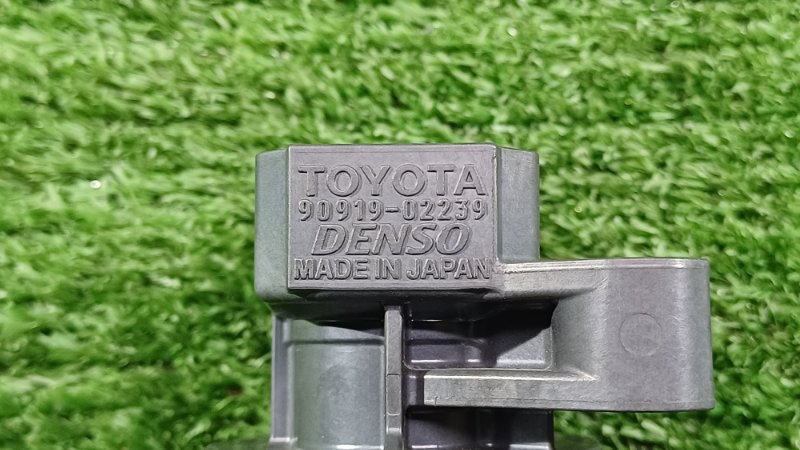 TOYOTA
90919-02239
DENSO
MADE IN JAPAN